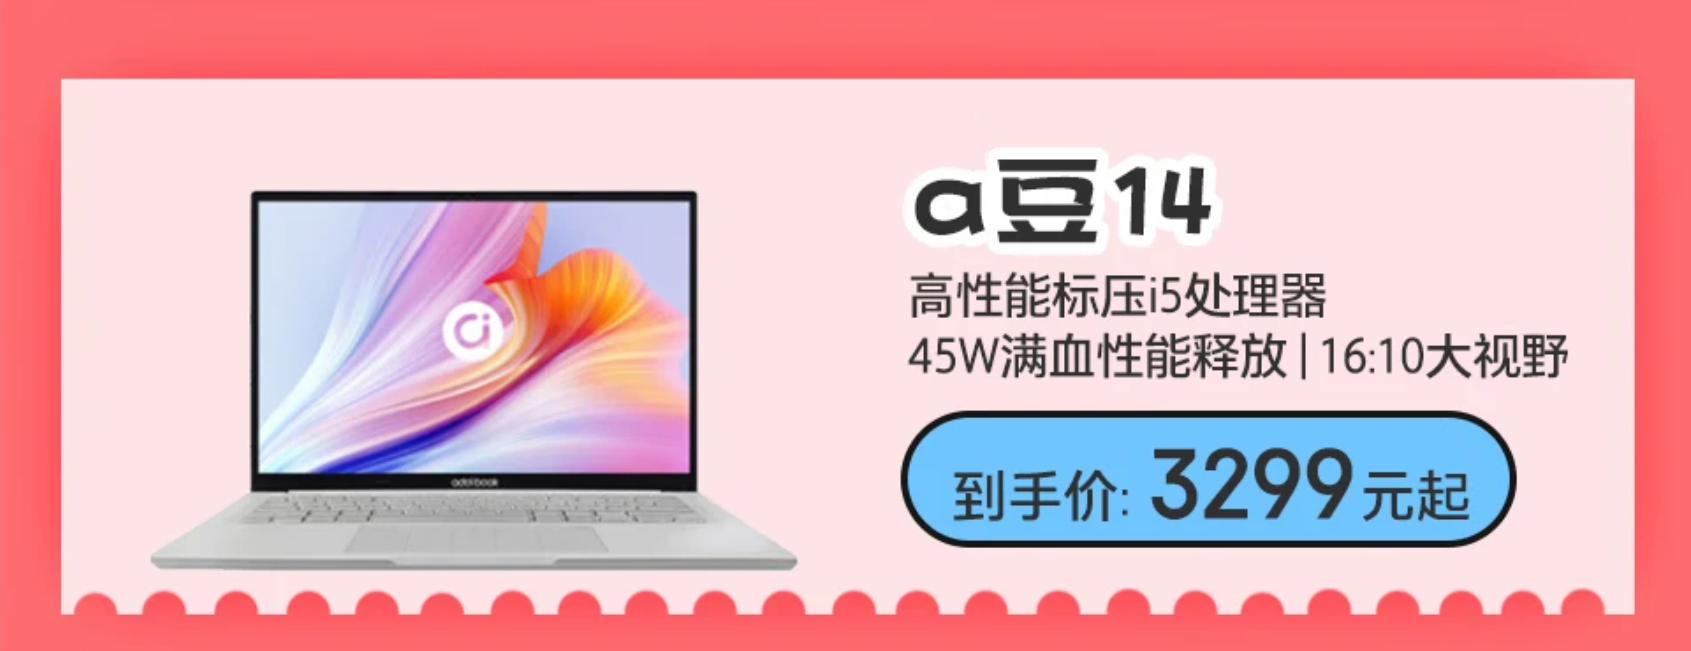 a豆14
高性能标压i5处理器
45W满血性能释放 | 16:10大视野
到手价: 3299元起
adolbook